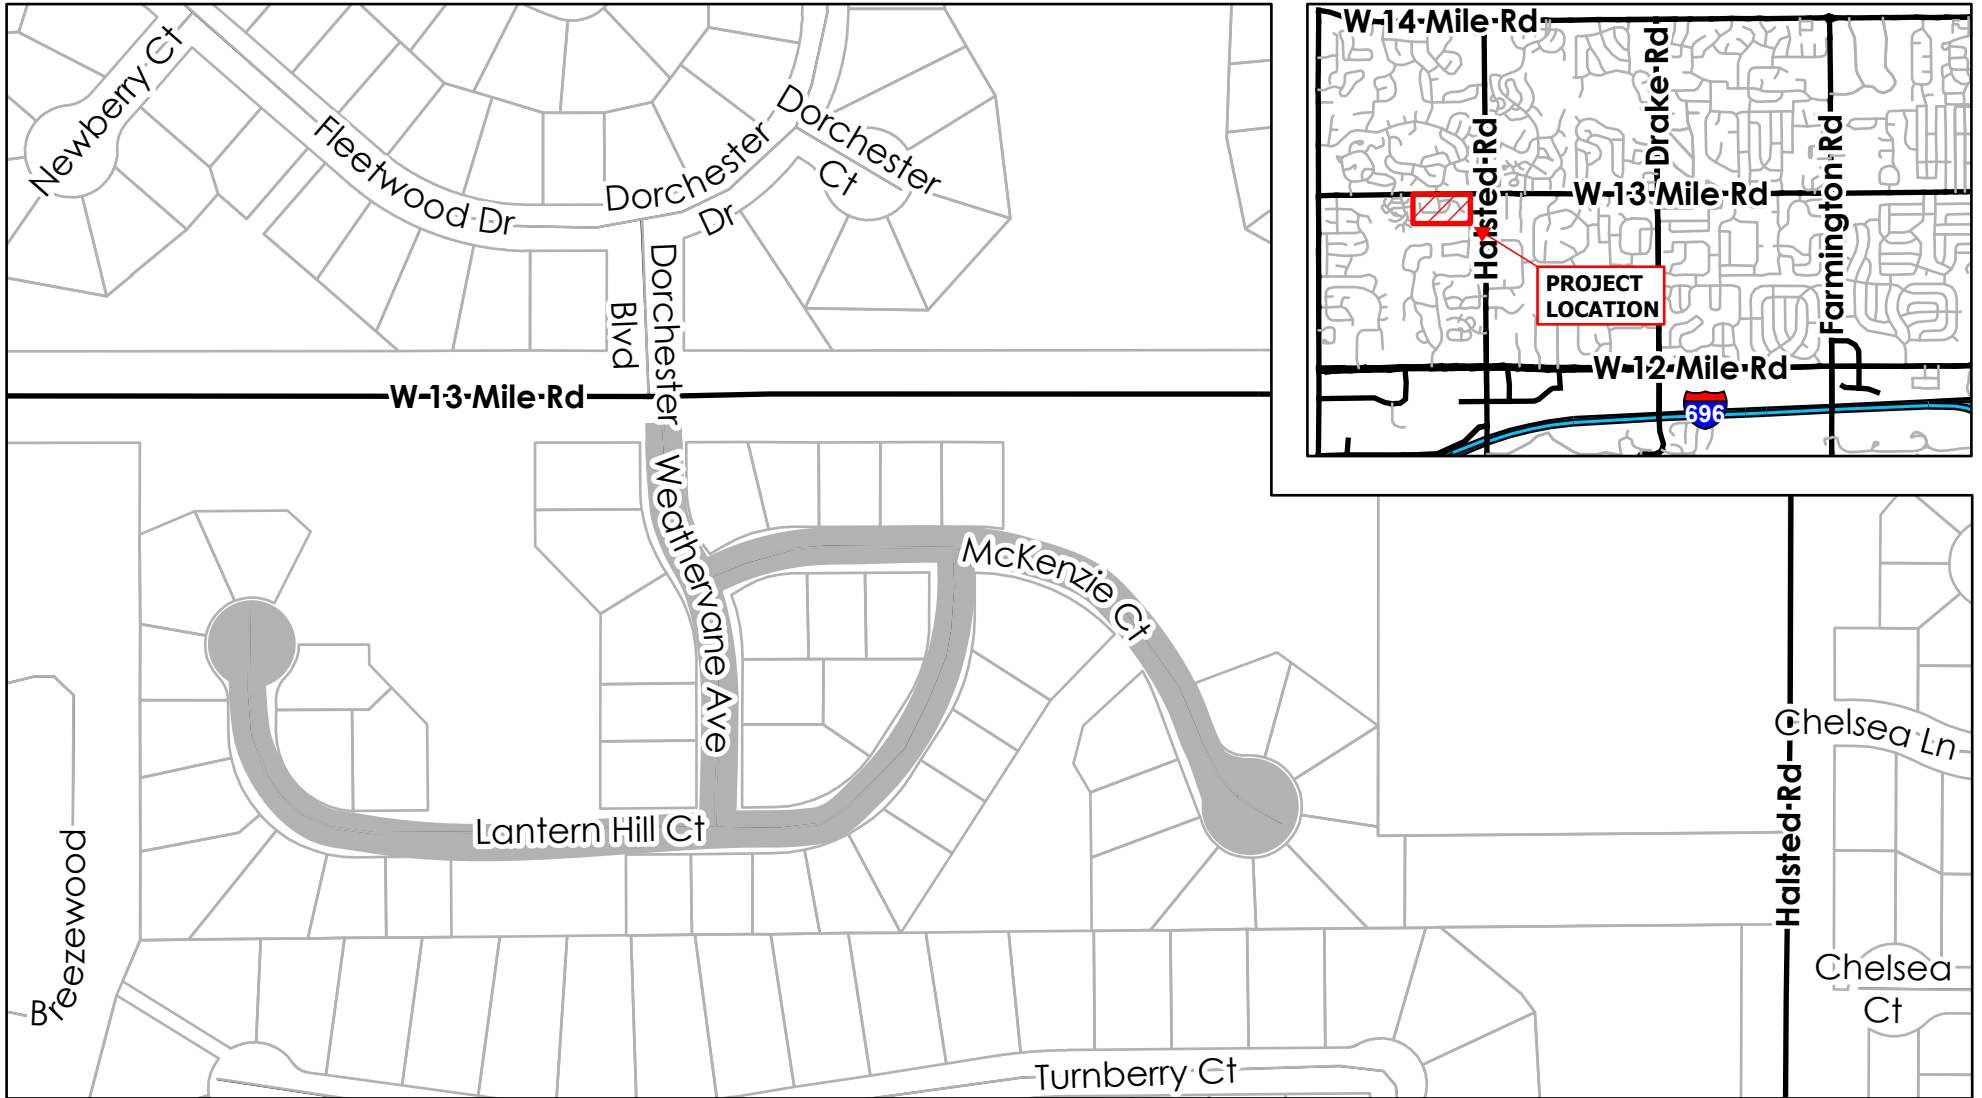 Newberry Ct
Fleetwood Dr
Dorchester
Dr
Dorchester
Ct
Dorchester
Blvd
W 13 Mile Rd
Weathervane Ave
McKenzie Ct
Lantern Hill Ct
Breezewood
Turnberry Ct
Halsted Rd
Chelsea Ln
Chelsea
Ct
W 14 Mile Rd
Halsted Rd
Drake Rd
Farmington Rd
W 13 Mile Rd
PROJECT
LOCATION
W 12 Mile Rd
696